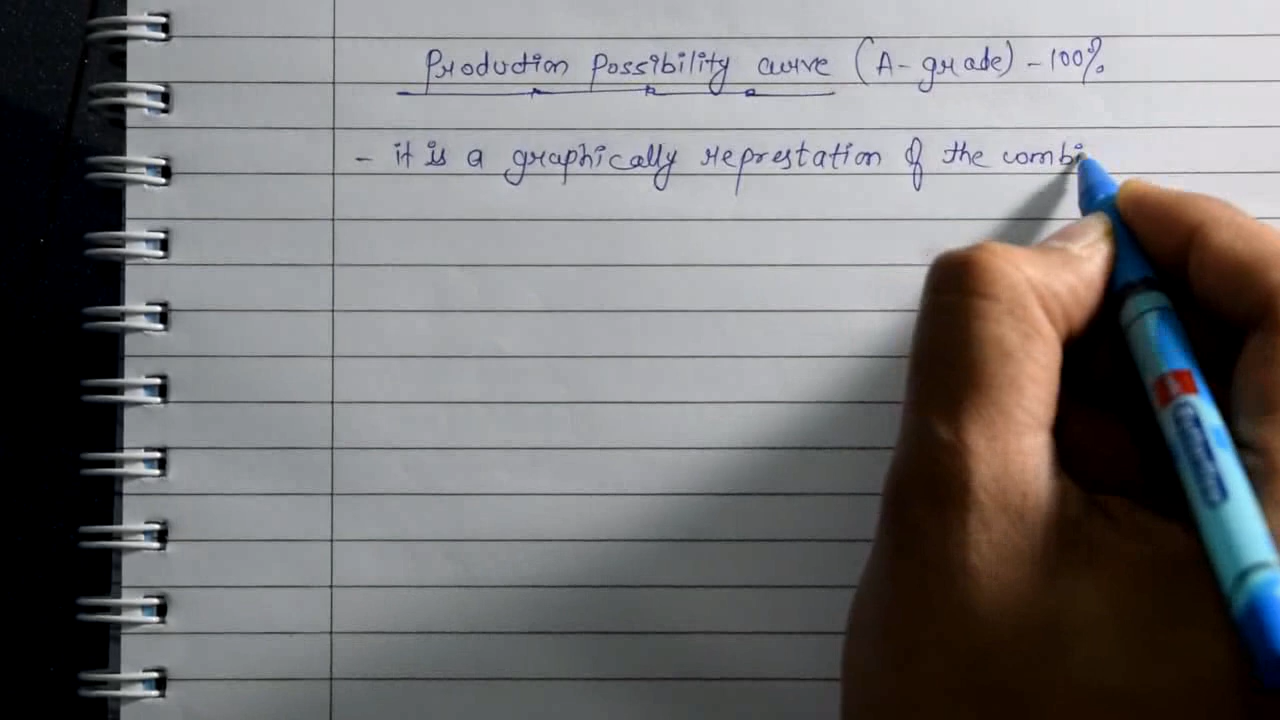 Production Possibility curve (A-grade) - 100%
- it is a graphically represtation of the combi